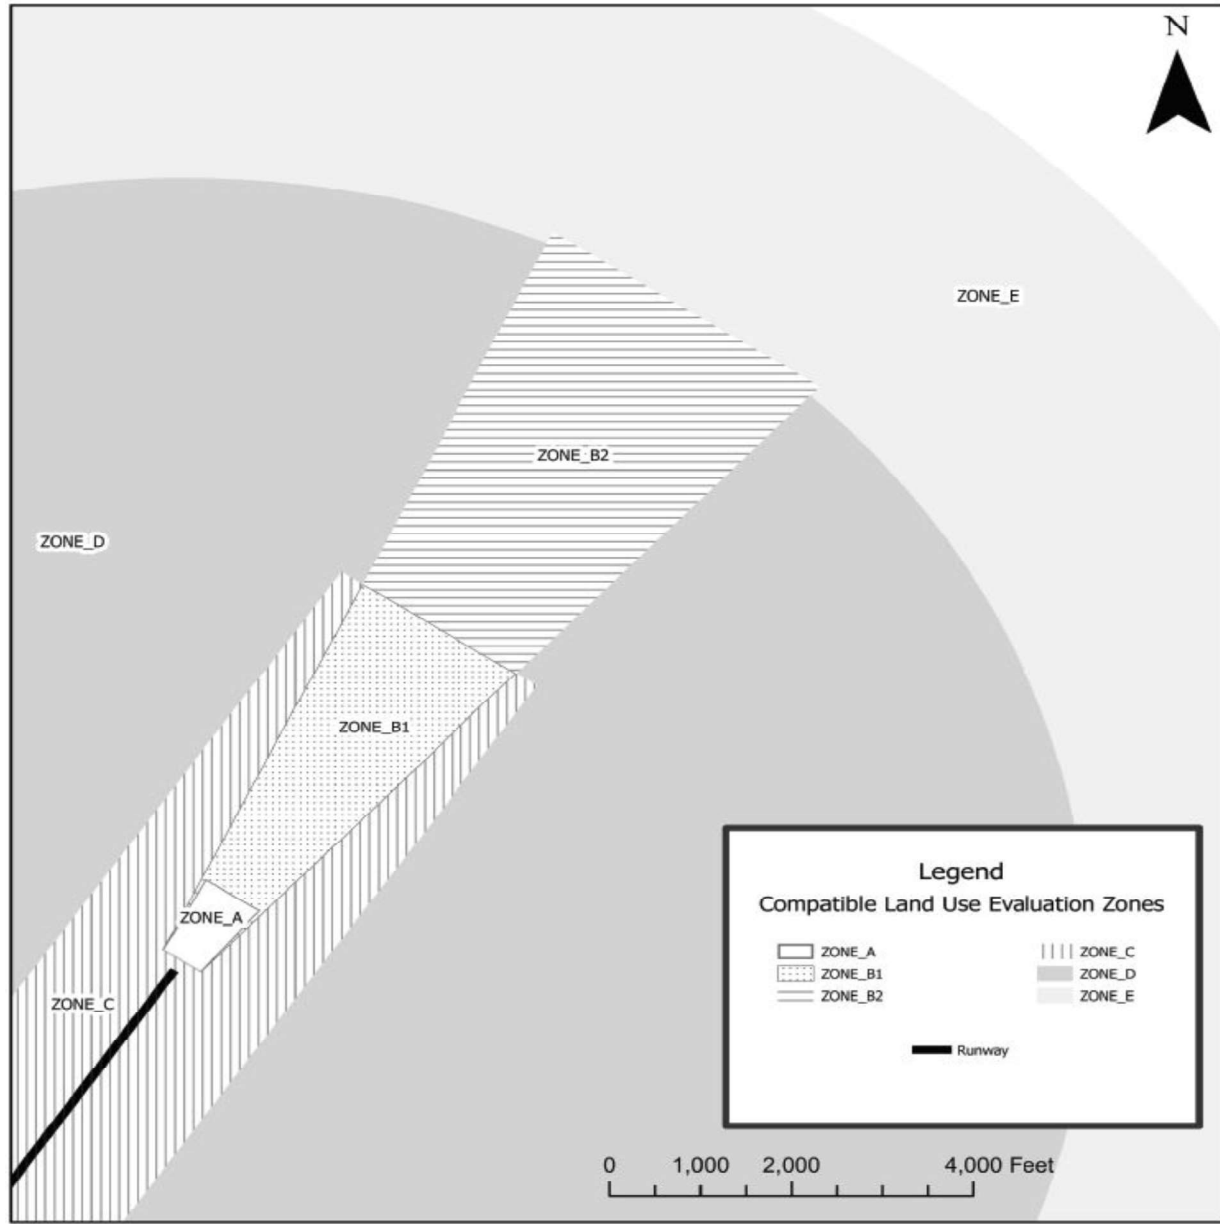 N
ZONE_E
ZONE_B2
ZONE_D
ZONE_B1
ZONE_A
ZONE_C
Legend
Compatible Land Use Evaluation Zones
ZONE_A
ZONE_C
ZONE_B1
ZONE_D
ZONE_B2
ZONE_E
Runway
0 1,000 2,000 4,000 Feet